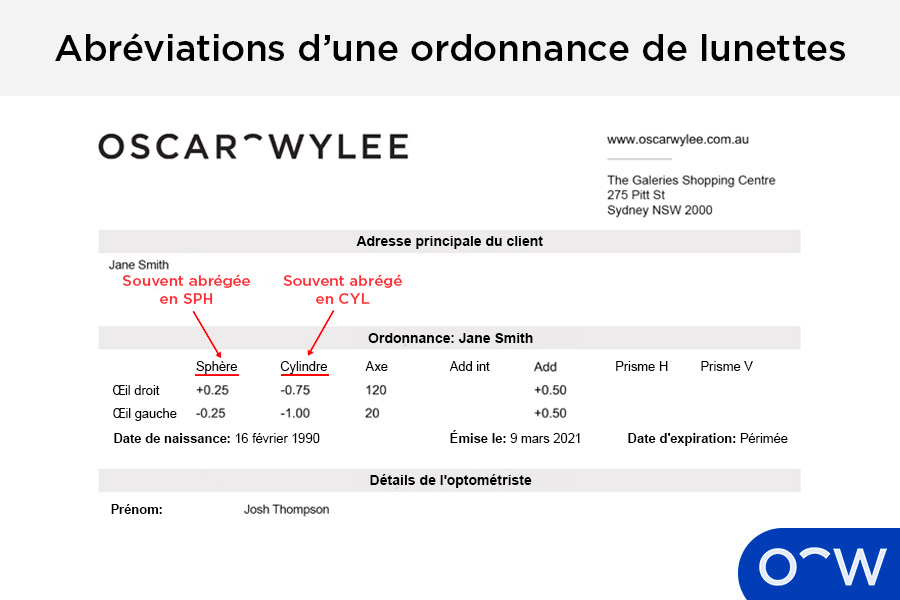 Abréviations d’une ordonnance de lunettes
OSCAR WYLEE
www.oscarwylee.com.au
The Galeries Shopping Centre
275 Pitt St
Sydney NSW 2000
Adresse principale du client
Jane Smith
Souvent abrégée
en SPH
Souvent abrégé
en CYL
Ordonnance: Jane Smith
Sphère Cylindre Axe Add int Add Prisme H Prisme V
Œil droit +0.25 -0.75 120 +0.50
Œil gauche -0.25 -1.00 20 +0.50
Date de naissance: 16 février 1990 Émise le: 9 mars 2021 Date d'expiration: Périmée
Détails de l'optométriste
Prénom: Josh Thompson
O W